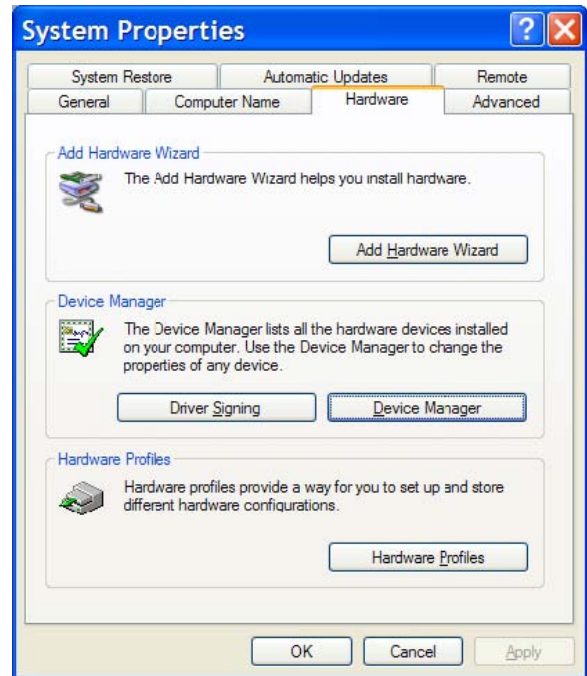 System Properties
System Restore Automatic Updates Remote
General Computer Name Hardware Advanced
Add Hardware Wizard
The Add Hardware Wizard helps you install hardware.
Add Hardware Wizard
Device Manager
The Device Manager lists all the hardware devices installed
on your computer. Use the Device Manager to change the
properties of any device.
Driver Signing Device Manager
Hardware Profiles
Hardware profiles provide a way for you to set up and store
different hardware configurations.
Hardware Profiles
OK Cancel Apply